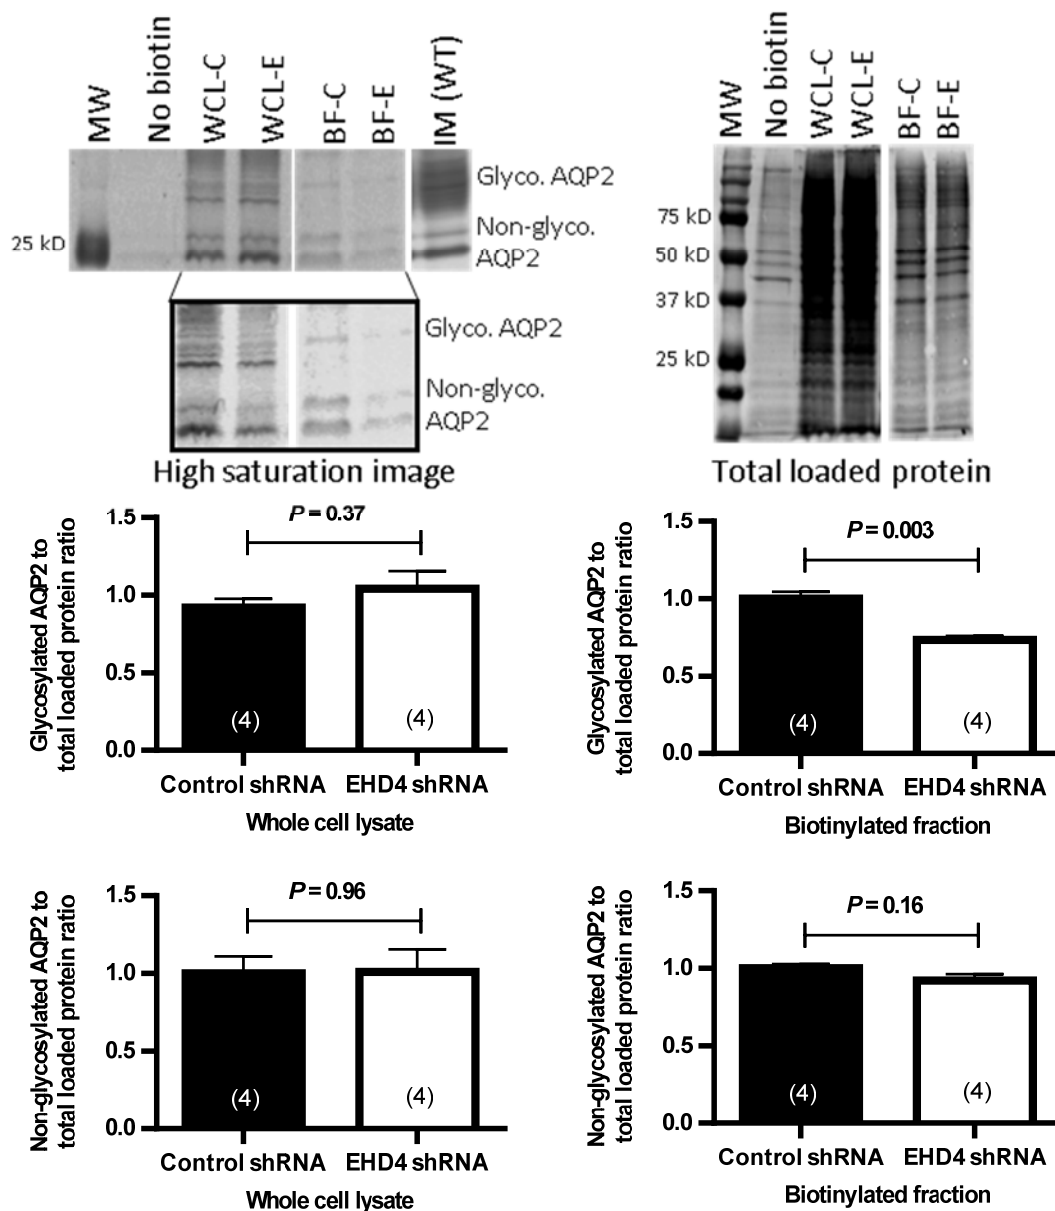 MW
No biotin
WCL-C
WCL-E
BF-C
BF-E
IM (WT)
25 kD
Glyco. AQP2
Non-glyco.
AQP2
Glyco. AQP2
Non-glyco.
AQP2
High saturation image
MW
No biotin
WCL-C
WCL-E
BF-C
BF-E
75 kD
50 kD
37 kD
25 kD
Total loaded protein
Glycosylated AQP2 to
total loaded protein ratio
1.5
1.0
0.5
0.0
P = 0.37
(4)
(4)
Control shRNA
EHD4 shRNA
Whole cell lysate
Glycosylated AQP2 to
total loaded protein ratio
1.5
1.0
0.5
0.0
P = 0.003
(4)
(4)
Control shRNA
EHD4 shRNA
Biotinylated fraction
Non-glycosylated AQP2 to
total loaded protein ratio
1.5
1.0
0.5
0.0
P = 0.96
(4)
(4)
Control shRNA
EHD4 shRNA
Whole cell lysate
Non-glycosylated AQP2 to
total loaded protein ratio
1.5
1.0
0.5
0.0
P = 0.16
(4)
(4)
Control shRNA
EHD4 shRNA
Biotinylated fraction